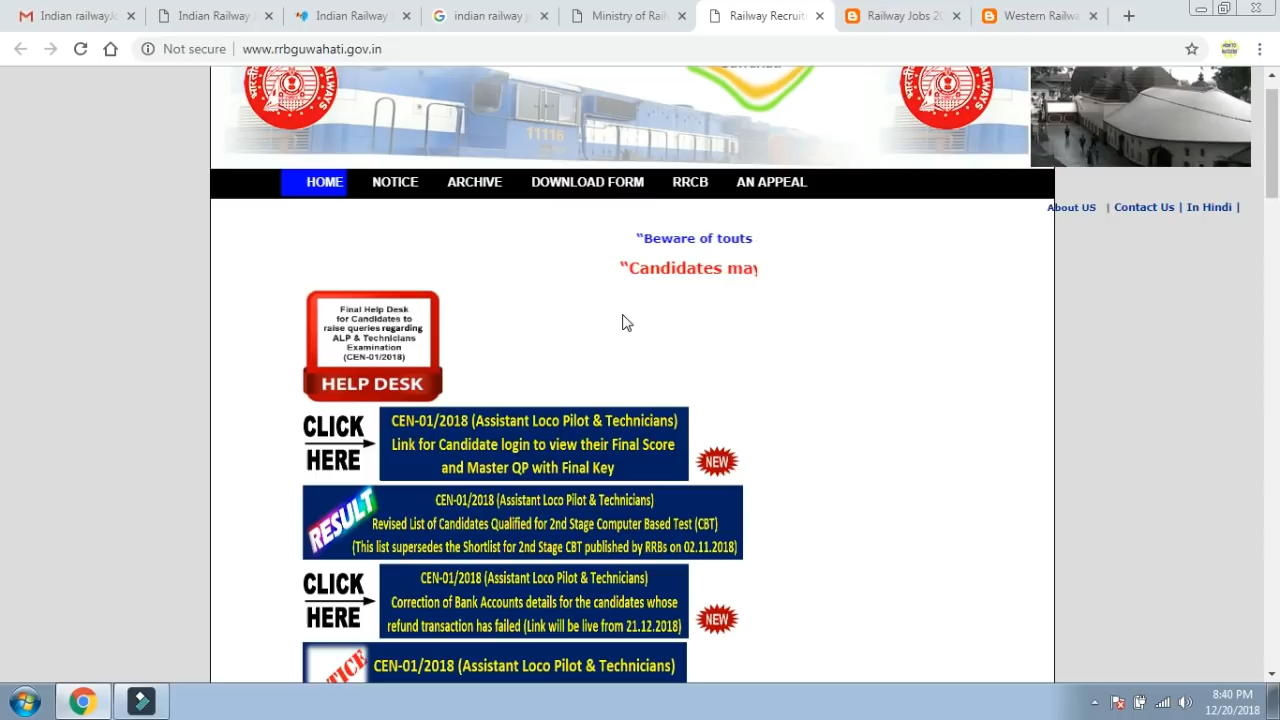 Indian railwayJo
Indian Railway J
Indian Railway
indian railway j
Ministry of Rail
Railway Recruit
Railway Jobs 20
Western Railwa
Not secure
www.rrbguwahati.gov.in
11116
HOME
NOTICE
ARCHIVE
DOWNLOAD FORM
RRCB
AN APPEAL
About US | Contact Us | In Hindi |
“Beware of touts
“Candidates may
Final Help Desk
for Candidates to
raise queries regarding
ALP & Technicians
Examination
(CEN-01/2018)
HELP DESK
CLICK
HERE
CEN-01/2018 (Assistant Loco Pilot & Technicians)
Link for Candidate login to view their Final Score
and Master QP with Final Key
NEW
RESULT
CEN-01/2018 (Assistant Loco Pilot & Technicians)
Revised List of Candidates Qualified for 2nd Stage Computer Based Test (CBT)
(This list supersedes the Shortlist for 2nd Stage CBT published by RRBs on 02.11.2018)
CLICK
HERE
CEN-01/2018 (Assistant Loco Pilot & Technicians)
Correction of Bank Accounts details for the candidates whose
refund transaction has failed (Link will be live from 21.12.2018)
NEW
CEN-01/2018 (Assistant Loco Pilot & Technicians)
8:40 PM
12/20/2018